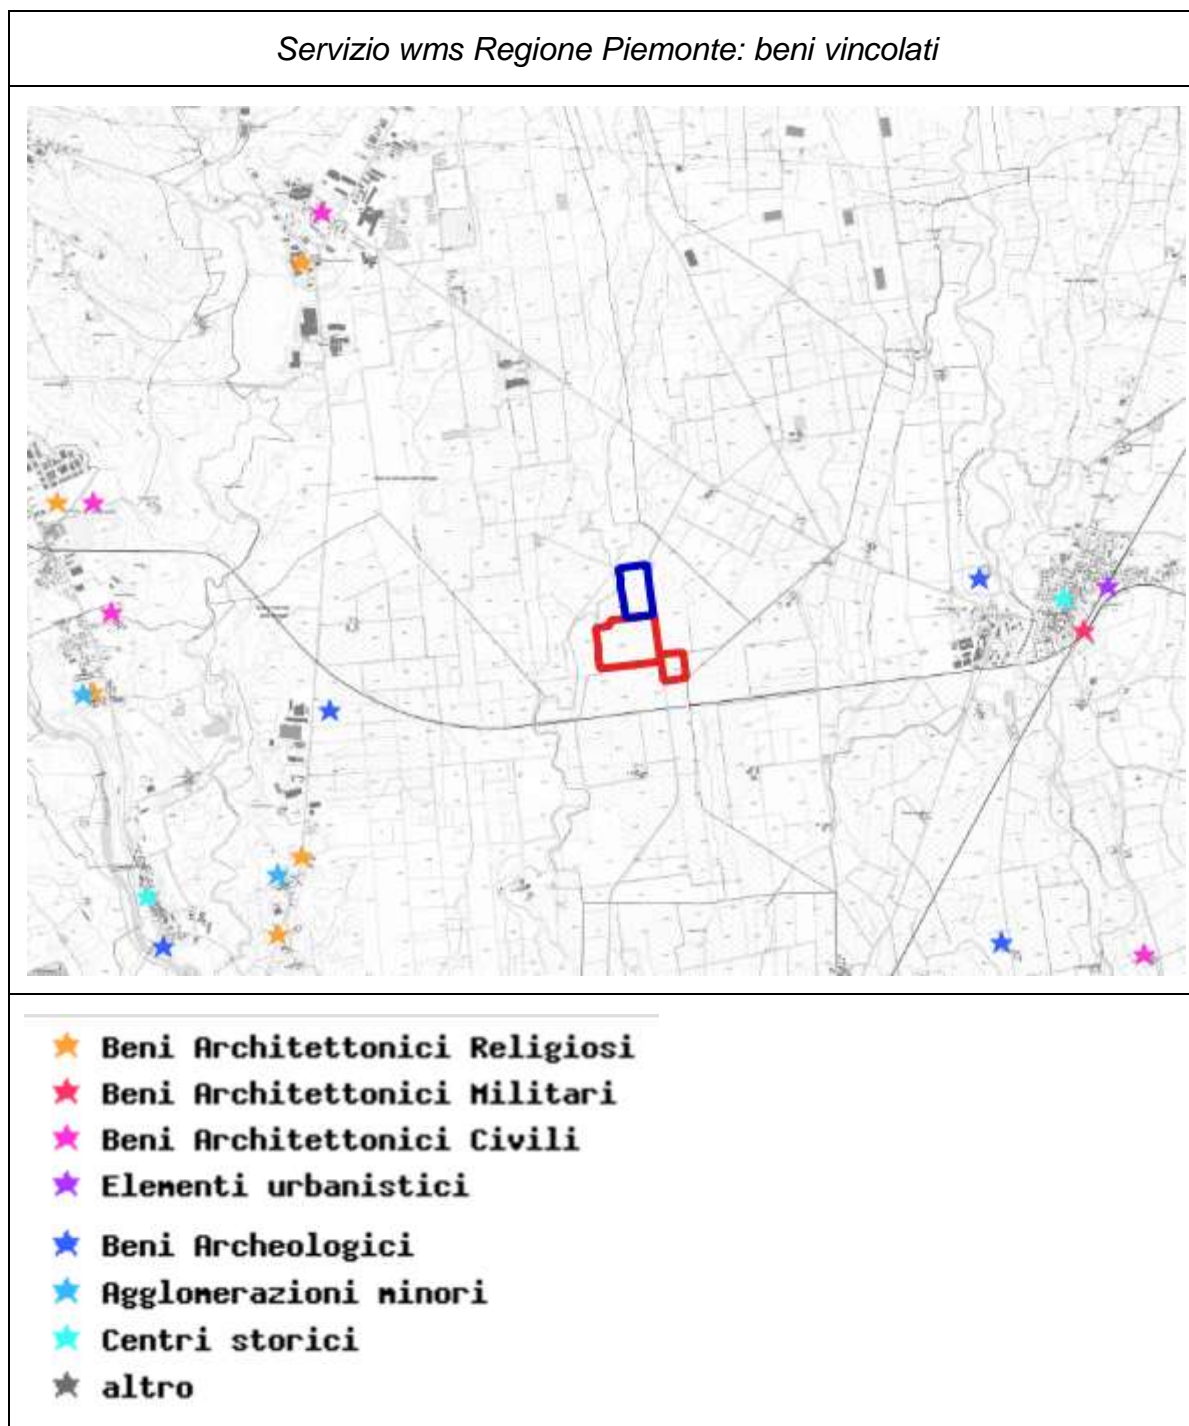 Servizio wms Regione Piemonte: beni vincolati
Beni Architettonici Religiosi
Beni Architettonici Militari
Beni Architettonici Civili
Elementi urbanistici
Beni Archeologici
Agglomerazioni minori
Centri storici
altro